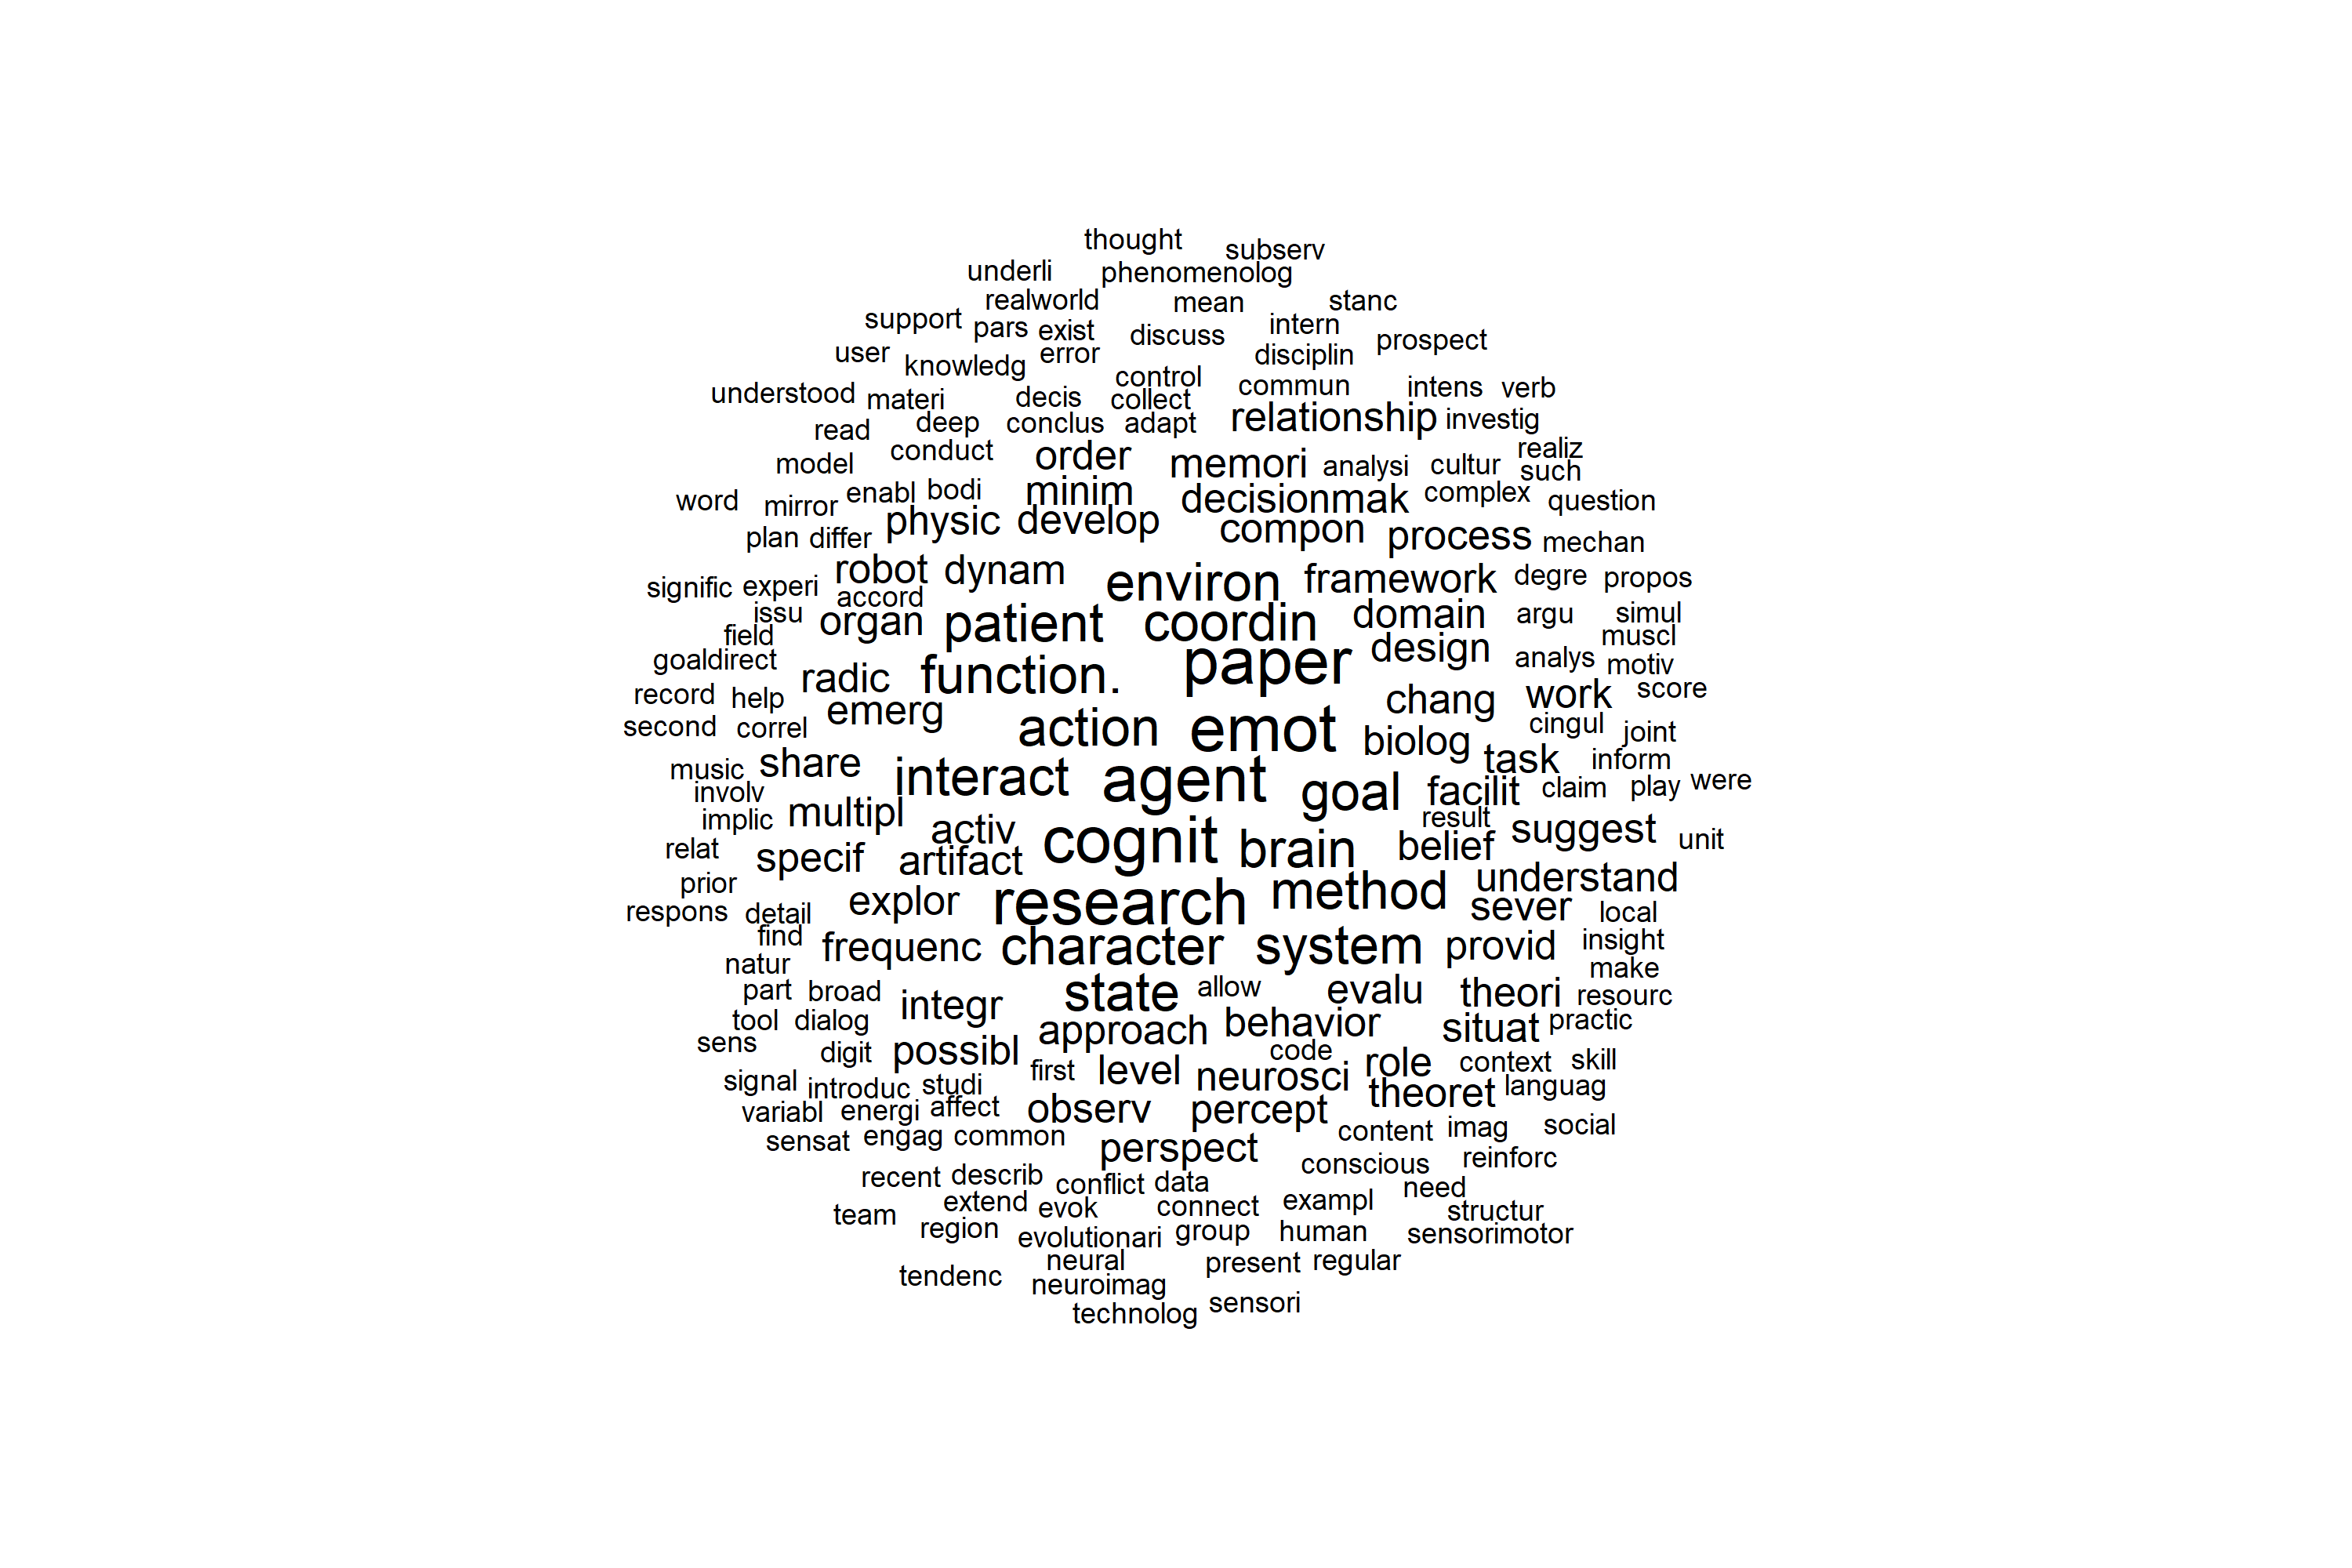 thought
subserv
underli phenomenolog
realworld mean stanc
support pars exist discuss intern prospect
user knowledg error disciplin
control commun intens verb
understood materi decis collect
read deep conclus adapt relationship investig
model conduct order memori analysi cultur realiz such
word mirror enabl bodi minim decisionmak complex question
plan differ physic develop compon process mechan
signific experi robot dynam environ framework degre propos
issu accord organ patient coordin domain argu simul
field muscl
goaldirect radic function. paper design analys motiv
record help emerg chang work score
second correl action emot biolog cingul joint
music share interact agent task inform
involv goal facilit claim play were
implic multipl activ result suggest unit
relat specif artifact cognit brain belief
prior explor research method understand
respons detail sever local
find frequenc character system provid insight
natur make
part broad integr state allow evalu theori resourc
tool dialog approach behavior situat practic
sens digit possibl code
signal introduc studi first level neurosci role context skill
variabl energi affect observ percept theoret languag
sensat engag common perspect content imag social
recent describ conflict data conscious reinforc
team extend evok connect exampl need structur
region evolutionari group human sensorimotor
tendenc neural present regular
neuroimag
technolog sensori